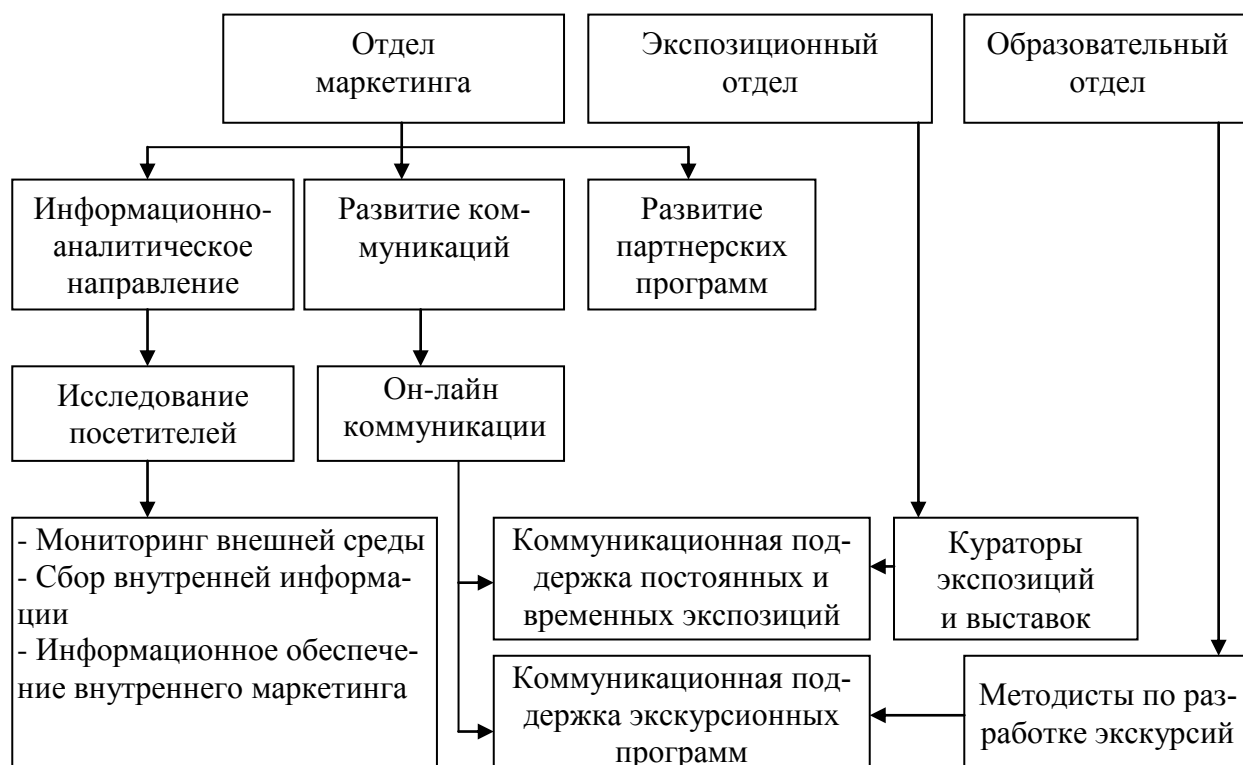 Отдел
маркетинга
Экспозиционный
отдел
Образовательный
отдел
Информационно-
аналитическое
направление
Развитие ком-
муникаций
Развитие
партнерских
программ
Исследование
посетителей
Он-лайн
коммуникации
- Мониторинг внешней среды
- Сбор внутренней информа-
ции
- Информационное обеспече-
ние внутреннего маркетинга
Коммуникационная под-
держка постоянных и
временных экспозиций
Кураторы
экспозиций
и выставок
Коммуникационная под-
держка экскурсионных
программ
Методисты по раз-
работке экскурсий